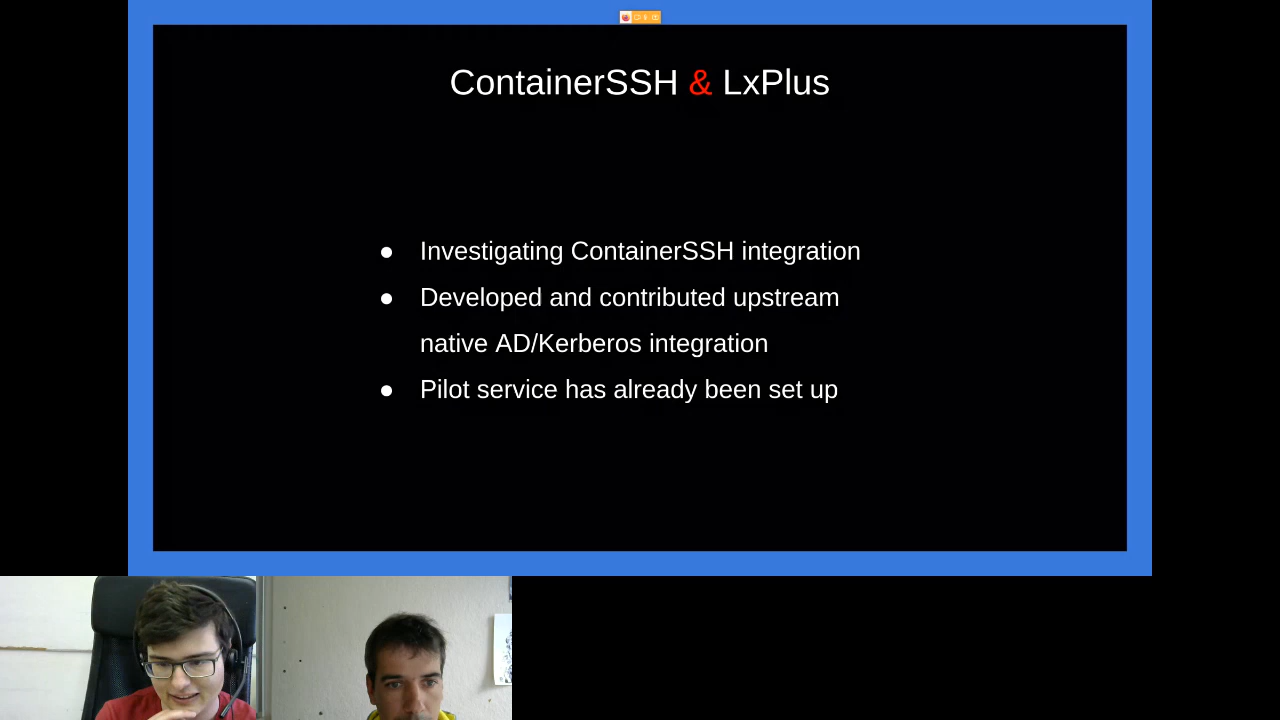 ContainerSSH & LxPlus
● Investigating ContainerSSH integration
● Developed and contributed upstream
native AD/Kerberos integration
● Pilot service has already been set up